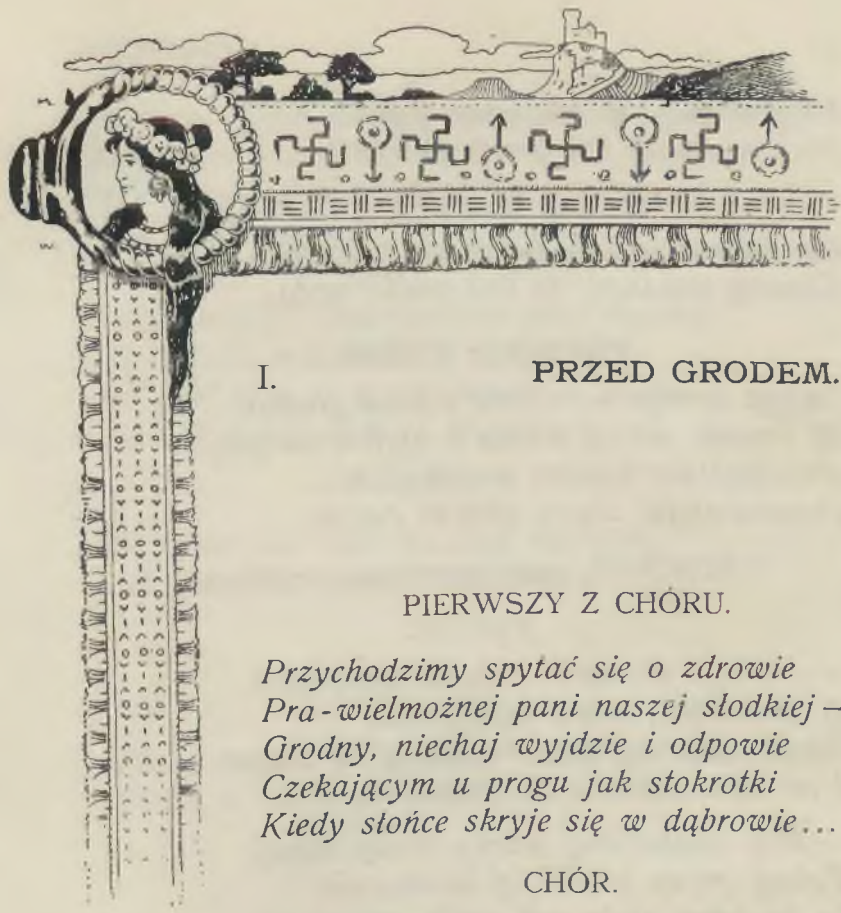 I. PRZED GRODEM.
PIERWSZY Z CHÓRU.
Przychodzimy spytać się o zdrowie
Pra-wielmożnej pani naszej słodkiej —
Grodny, niechaj wyjdzie i odpowie
Czekającym u progu jak stokrotki
Kiedy słońce skryje się w dąbrowie...
CHÓR.